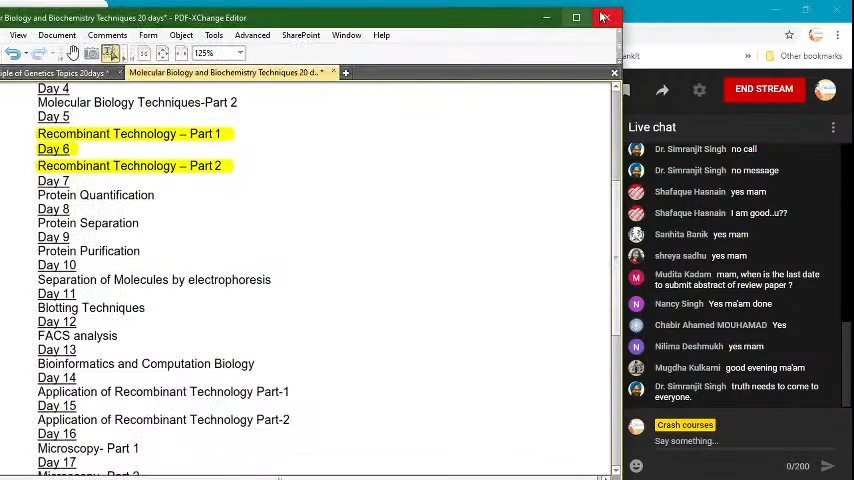 r Biology and Biochemistry Techniques 20 days* - PDF-XChange Editor
View Document Comments Form Object Tools Advanced SharePoint Window Help
125%
iple of Genetics Topics 20days *
Molecular Biology and Biochemistry Techniques 20 d.. *
Day 4
Molecular Biology Techniques-Part 2
Day 5
Recombinant Technology – Part 1
Day 6
Recombinant Technology – Part 2
Day 7
Protein Quantification
Day 8
Protein Separation
Day 9
Protein Purification
Day 10
Separation of Molecules by electrophoresis
Day 11
Blotting Techniques
Day 12
FACS analysis
Day 13
Bioinformatics and Computation Biology
Day 14
Application of Recombinant Technology Part-1
Day 15
Application of Recombinant Technology Part-2
Day 16
Microscopy- Part 1
Day 17
Microscopy- Part 2
Other bookmarks
END STREAM
Live chat
Dr. Simranjit Singh no call
Dr. Simranjit Singh no message
Shafaque Hasnain yes mam
Shafaque Hasnain I am good..u??
Sanhita Banik yes mam
shreya sadhu yes mam
Mudita Kadam mam, when is the last date
to submit abstract of review paper ?
Nancy Singh Yes ma'am done
Chabir Ahamed MOUHAMAD Yes
Nilima Deshmukh yes mam
Mugdha Kulkarni good evening ma'am
Dr. Simranjit Singh truth needs to come to
everyone.
Crash courses
Say something...
0/200